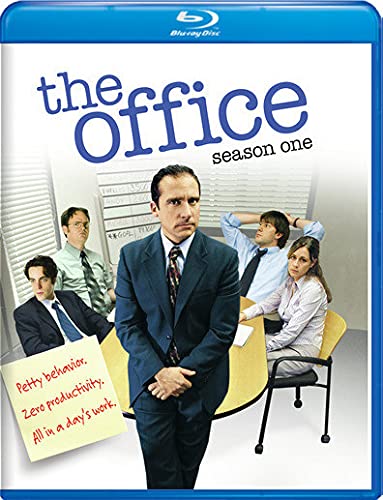 Blu-ray Disc
the
office
season one
Petty behavior.
Zero productivity.
All in a day's work.